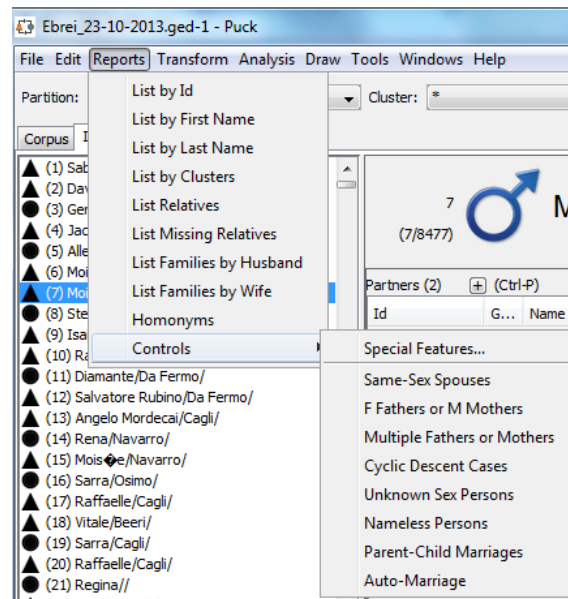 Ebrei_23-10-2013.ged-1 - Puck
File Edit Reports Transform Analysis Draw Tools Windows Help
Partition:
Cluster: *
Corpus I
List by Id
List by First Name
List by Last Name
List by Clusters
List Relatives
List Missing Relatives
List Families by Husband
List Families by Wife
Homonyms
Controls
(1) Sab
(2) Dav
(3) Ger
(4) Jac
(5) Alle
(6) Moi
(7) Moi
(8) Ste
(9) Isa
(10) Ra
(11) Diamante/Da Fermo/
(12) Salvatore Rubino/Da Fermo/
(13) Angelo Mordecai/Cagli/
(14) Rena/Navarro/
(15) Mois�e/Navarro/
(16) Sarra/Osimo/
(17) Raffaelle/Cagli/
(18) Vitale/Beeri/
(19) Sarra/Cagli/
(20) Raffaelle/Cagli/
(21) Regina//
7
(7/8477)
M
Partners (2) + (Ctrl-P)
Id G... Name
Special Features...
Same-Sex Spouses
F Fathers or M Mothers
Multiple Fathers or Mothers
Cyclic Descent Cases
Unknown Sex Persons
Nameless Persons
Parent-Child Marriages
Auto-Marriage